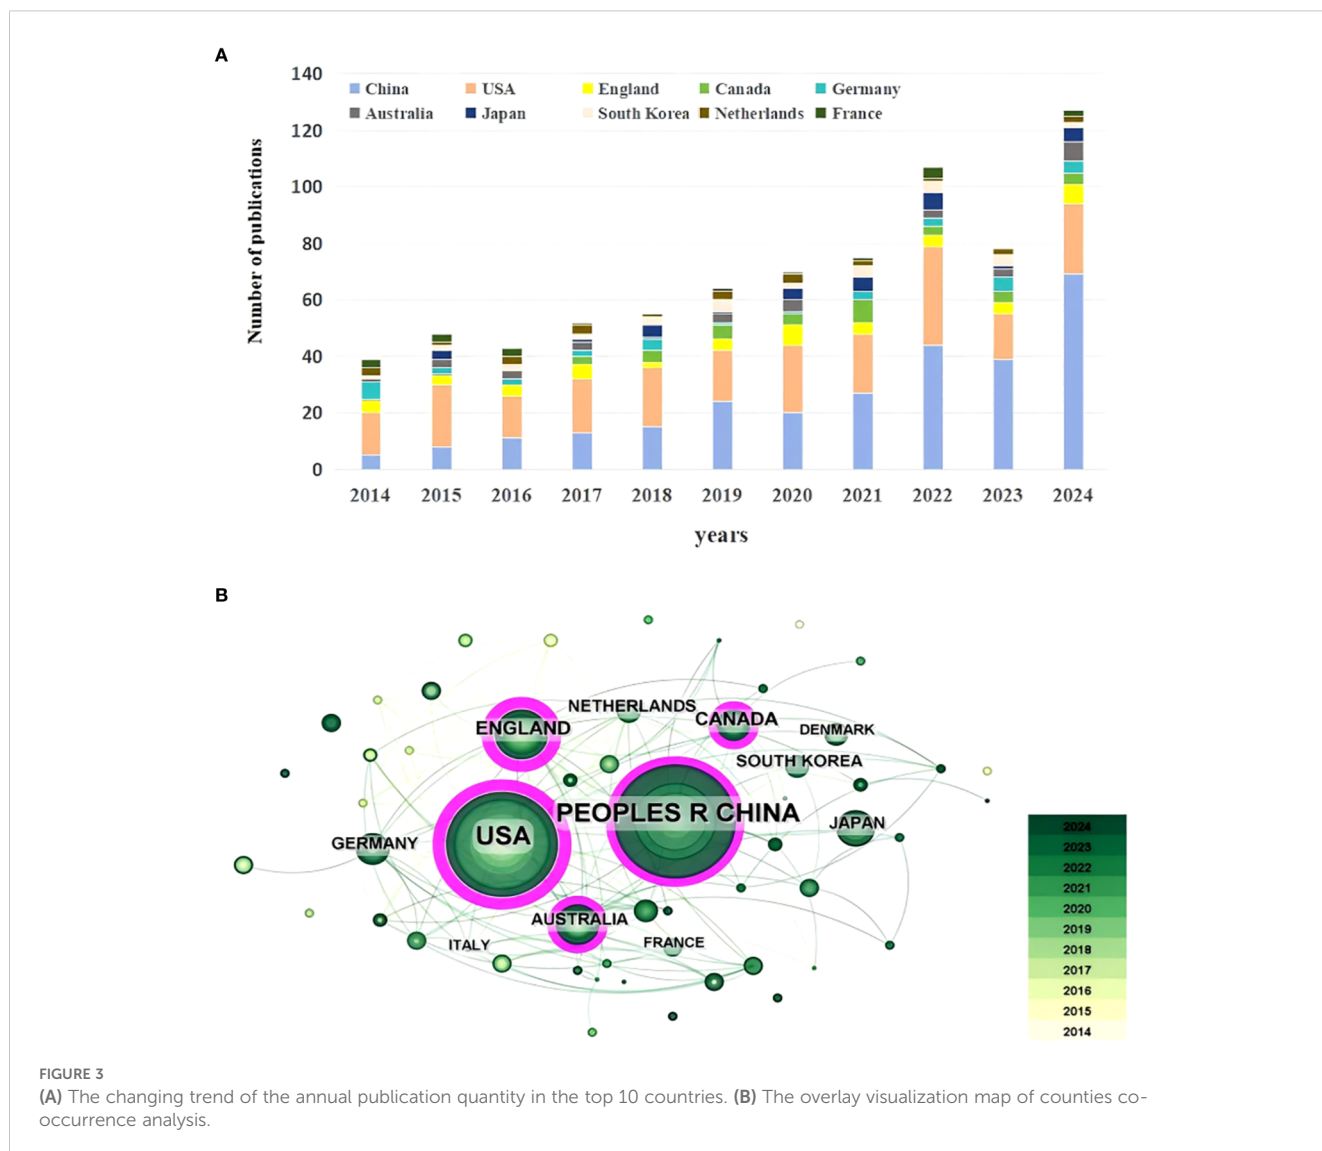 A
140
120
100
80
60
40
20
0
Number of publications
China USA England Canada Germany
Australia Japan South Korea Netherlands France
2014 2015 2016 2017 2018 2019 2020 2021 2022 2023 2024
years
B
NETHERLANDS
ENGLAND
CANADA
DENMARK
SOUTH KOREA
PEOPLES R CHINA
USA
JAPAN
GERMANY
AUSTRALIA
ITALY
FRANCE
2024
2023
2022
2021
2020
2019
2018
2017
2016
2015
2014
FIGURE 3
(A) The changing trend of the annual publication quantity in the top 10 countries. (B) The overlay visualization map of counties co-
occurrence analysis.